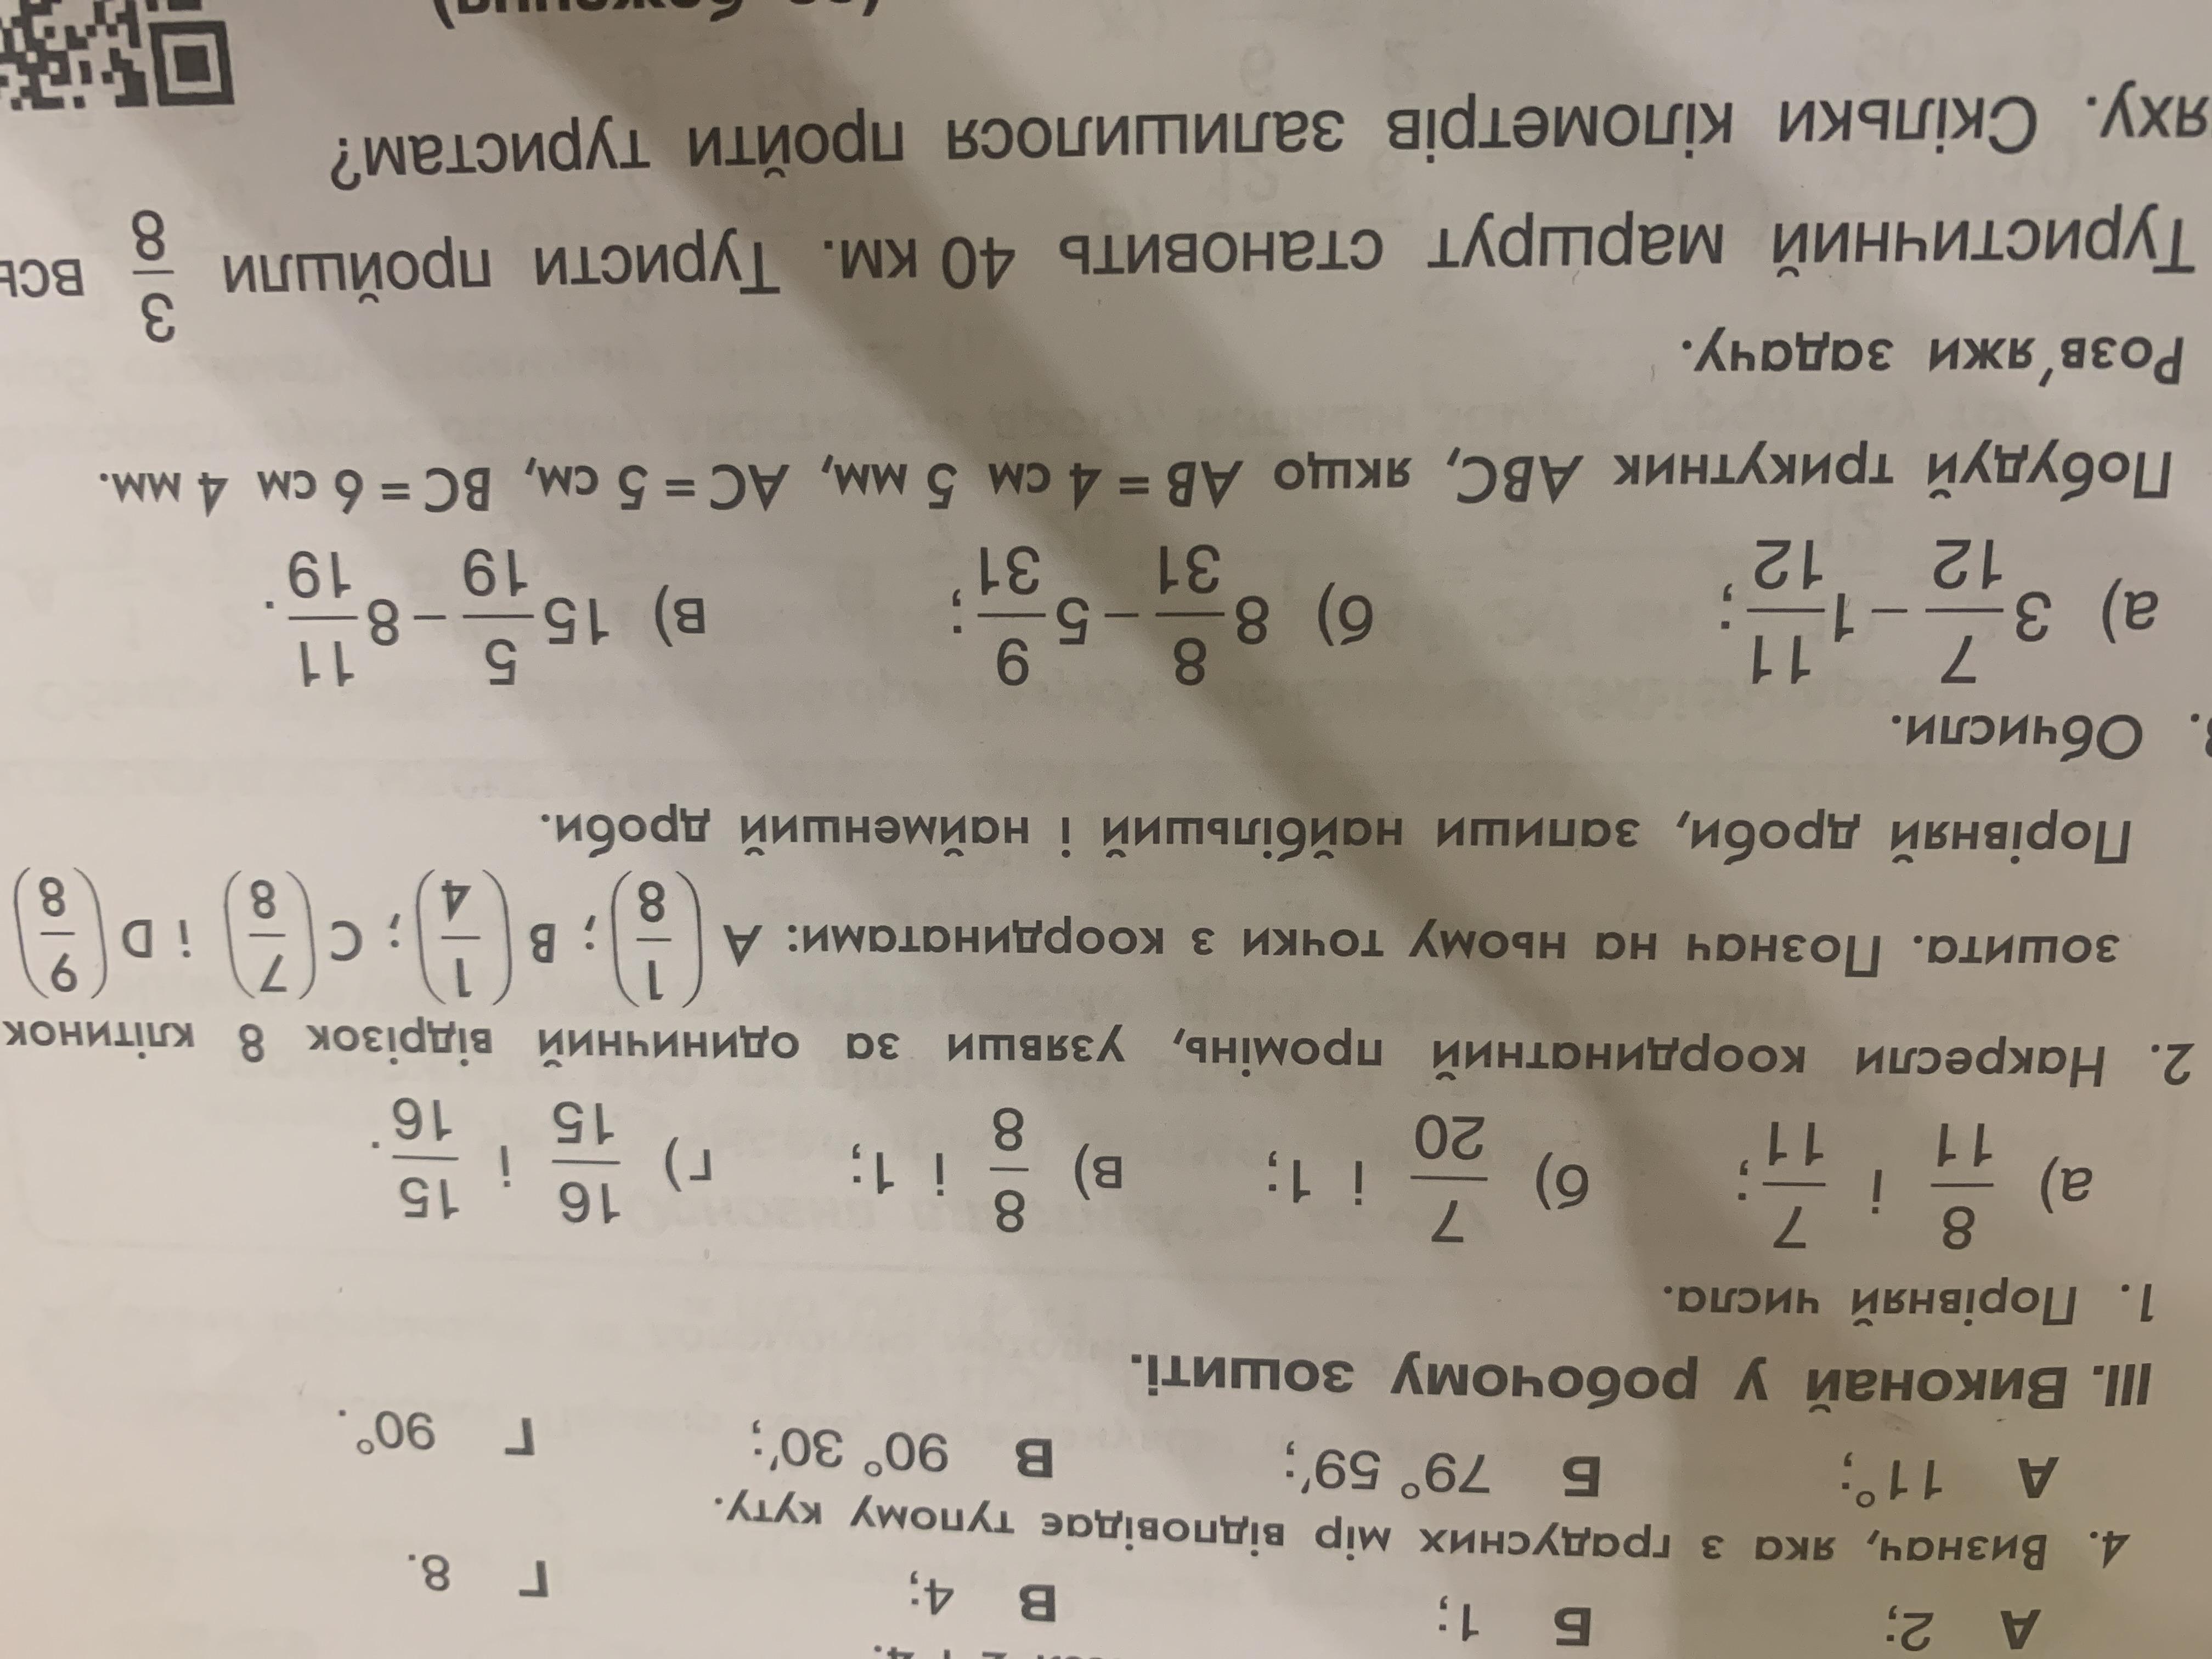 А 2; Б 1; В 4; Г 8.
4. Визнач, яка з градусних мір відповідає тупому куту.
А 11°; Б 79° 59′; В 90° 30′; Г 90°.
III. Виконай у робочому зошиті.
1. Порівняй числа.
а) 8/11 і 7/11; б) 7/20 і 1; в) 8/8 і 1; г) 16/15 і 15/16.
2. Накресли координатний промінь, узявши за одиничний відрізок 8 клітинок
зошита. Познач на ньому точки з координатами: A (1/8); B (1/4); C (7/8) і D (9/8)
Порівняй дроби, запиши найбільший і найменший дроби.
3. Обчисли.
а) 3 7/12 − 1 11/12; б) 8 8/31 − 5 9/31; в) 15 5/19 − 8 11/19.
Побудуй трикутник ABC, якщо AB = 4 см 5 мм, AC = 5 см, BC = 6 см 4 мм.
Розв'яжи задачу.
Туристичний маршрут становить 40 км. Туристи пройшли 3/8 всь
яху. Скільки кілометрів залишилося пройти туристам?